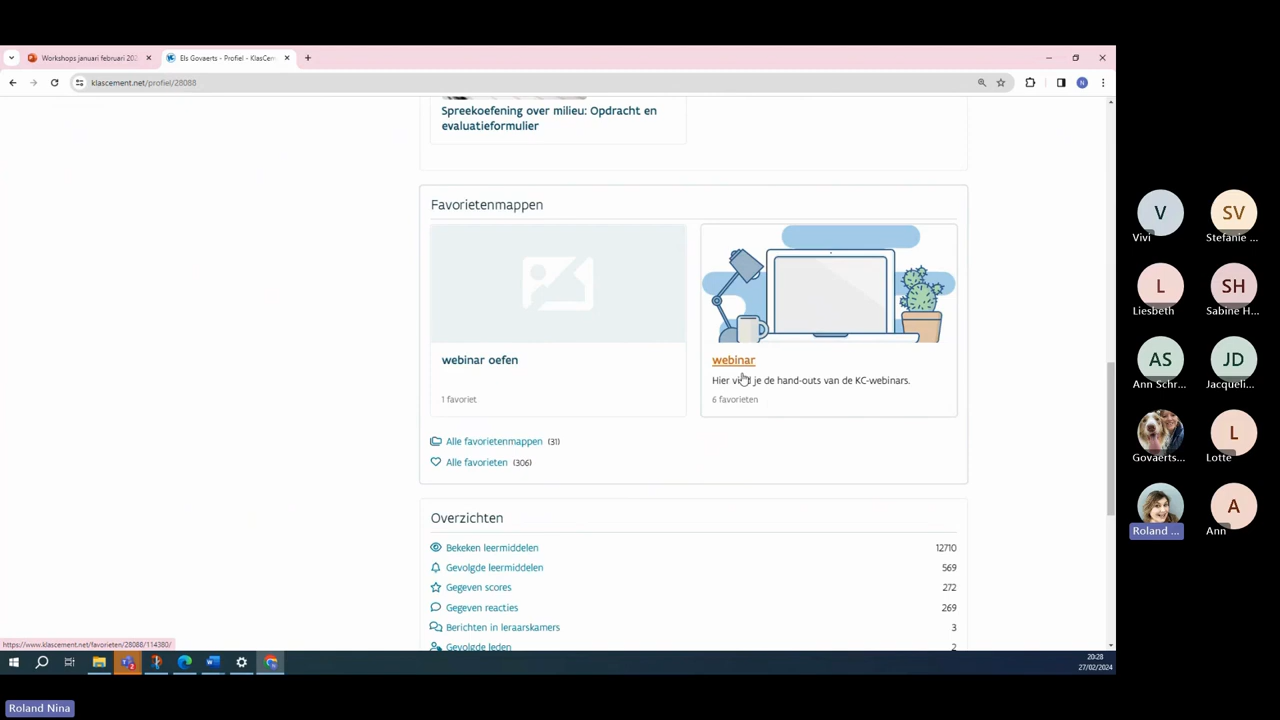 Workshops januari februari 202
Els Govaerts - Profiel - KlasCem
klascement.net/profiel/28088
N
Spreekoefening over milieu: Opdracht en
evaluatieformulier
Favorietenmappen
webinar oefen
1 favoriet
webinar
Hier vind je de hand-outs van de KC-webinars.
6 favorieten
Alle favorietenmappen (31)
Alle favorieten (306)
Overzichten
Bekeken leermiddelen 12710
Gevolgde leermiddelen 569
Gegeven scores 272
Gegeven reacties 269
Berichten in leraarskamers 3
Gevolgde leden 2
https://www.klascement.net/favorieten/28088/114380/
20:28
27/02/2024
V
Vivi
SV
Stefanie ...
L
Liesbeth
SH
Sabine H...
AS
Ann Schr...
JD
Jacqueli...
Govaerts...
L
Lotte
Roland ...
A
Ann
Roland Nina